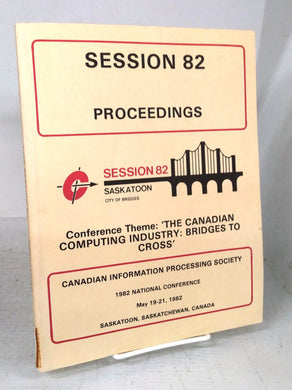 SESSION 82
PROCEEDINGS
SESSION 82
SASKATOON
CITY OF BRIDGES
Conference Theme: 'THE CANADIAN
COMPUTING INDUSTRY: BRIDGES TO
CROSS'
CANADIAN INFORMATION PROCESSING SOCIETY
1982 NATIONAL CONFERENCE
May 19-21, 1982
SASKATOON, SASKATCHEWAN, CANADA